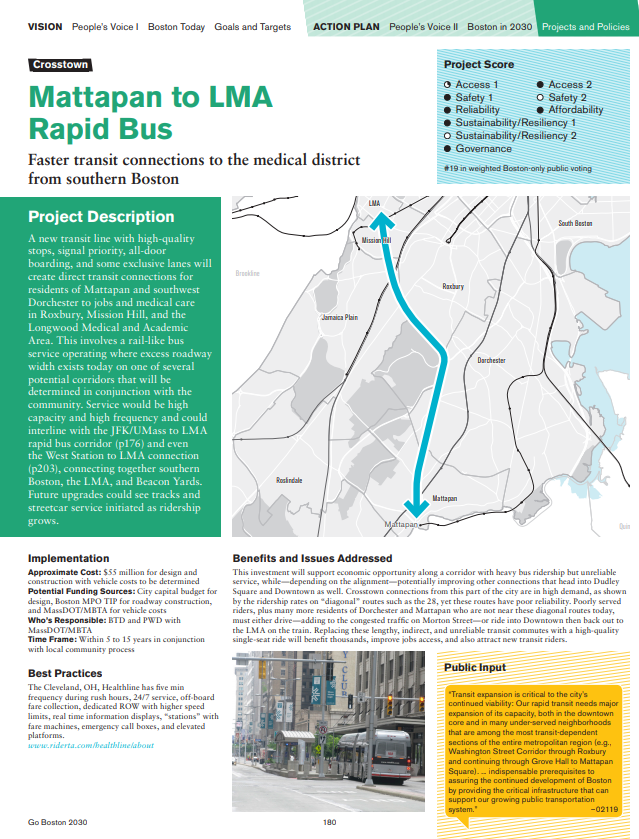 VISION People's Voice I Boston Today Goals and Targets ACTION PLAN People's Voice II Boston in 2030 Projects and Policies
Crosstown
Mattapan to LMA
Rapid Bus
Faster transit connections to the medical district
from southern Boston
Project Score
Access 1
Access 2
Safety 1
Safety 2
Reliability
Affordability
Sustainability/Resiliency 1
Sustainability/Resiliency 2
Governance
#19 in weighted Boston-only public voting
Project Description
A new transit line with high-quality
stops, signal priority, all-door
boarding, and some exclusive lanes will
create direct transit connections for
residents of Mattapan and southwest
Dorchester to jobs and medical care
in Roxbury, Mission Hill, and the
Longwood Medical and Academic
Area. This involves a rail-like bus
service operating where excess roadway
width exists today on one of several
potential corridors that will be
determined in conjunction with the
community. Service would be high
capacity and high frequency and could
interline with the JFK/UMass to LMA
rapid bus corridor (p176) and even
the West Station to LMA connection
(p203), connecting together southern
Boston, the LMA, and Beacon Yards.
Future upgrades could see tracks and
streetcar service initiated as ridership
grows.
LMA
South Boston
Mission Hill
Brookline
Roxbury
Jamaica Plain
Dorchester
Roslindale
Mattapan
Mattapan
Quin
Implementation
Approximate Cost: $55 million for design and
construction with vehicle costs to be determined
Potential Funding Sources: City capital budget for
design, Boston MPO TIP for roadway construction,
and MassDOT/MBTA for vehicle costs
Who's Responsible: BTD and PWD with
MassDOT/MBTA
Time Frame: Within 5 to 15 years in conjunction
with local community process
Best Practices
The Cleveland, OH, Healthline has five min
frequency during rush hours, 24/7 service, off-board
fare collection, dedicated ROW with higher speed
limits, real time information displays, "stations" with
fare machines, emergency call boxes, and elevated
platforms.
www.riderta.com/healthline/about
Benefits and Issues Addressed
This investment will support economic opportunity along a corridor with heavy bus ridership but unreliable
service, while—depending on the alignment—potentially improving other connections that head into Dudley
Square and Downtown as well. Crosstown connections from this part of the city are in high demand, as shown
by the ridership rates on "diagonal" routes such as the 28, yet these routes have poor reliability. Poorly served
riders, plus many more residents of Dorchester and Mattapan who are not near these diagonal routes today,
must either drive—adding to the congested traffic on Morton Street—or ride into Downtown then back out to
the LMA on the train. Replacing these lengthy, indirect, and unreliable transit commutes with a high-quality
single-seat ride will benefit thousands, improve jobs access, and also attract new transit riders.
Public Input
"Transit expansion is critical to the city's
continued viability: Our rapid transit needs major
expansion of its capacity, both in the downtown
core and in many under-served neighborhoods
that are among the most transit-dependent
sections of the entire metropolitan region (e.g.,
Washington Street Corridor through Roxbury
and continuing through Grove Hall to Mattapan
Square). ... indispensable prerequisites to
assuring the continued development of Boston
by providing the critical infrastructure that can
support our growing public transportation
system." –02119
Go Boston 2030
180